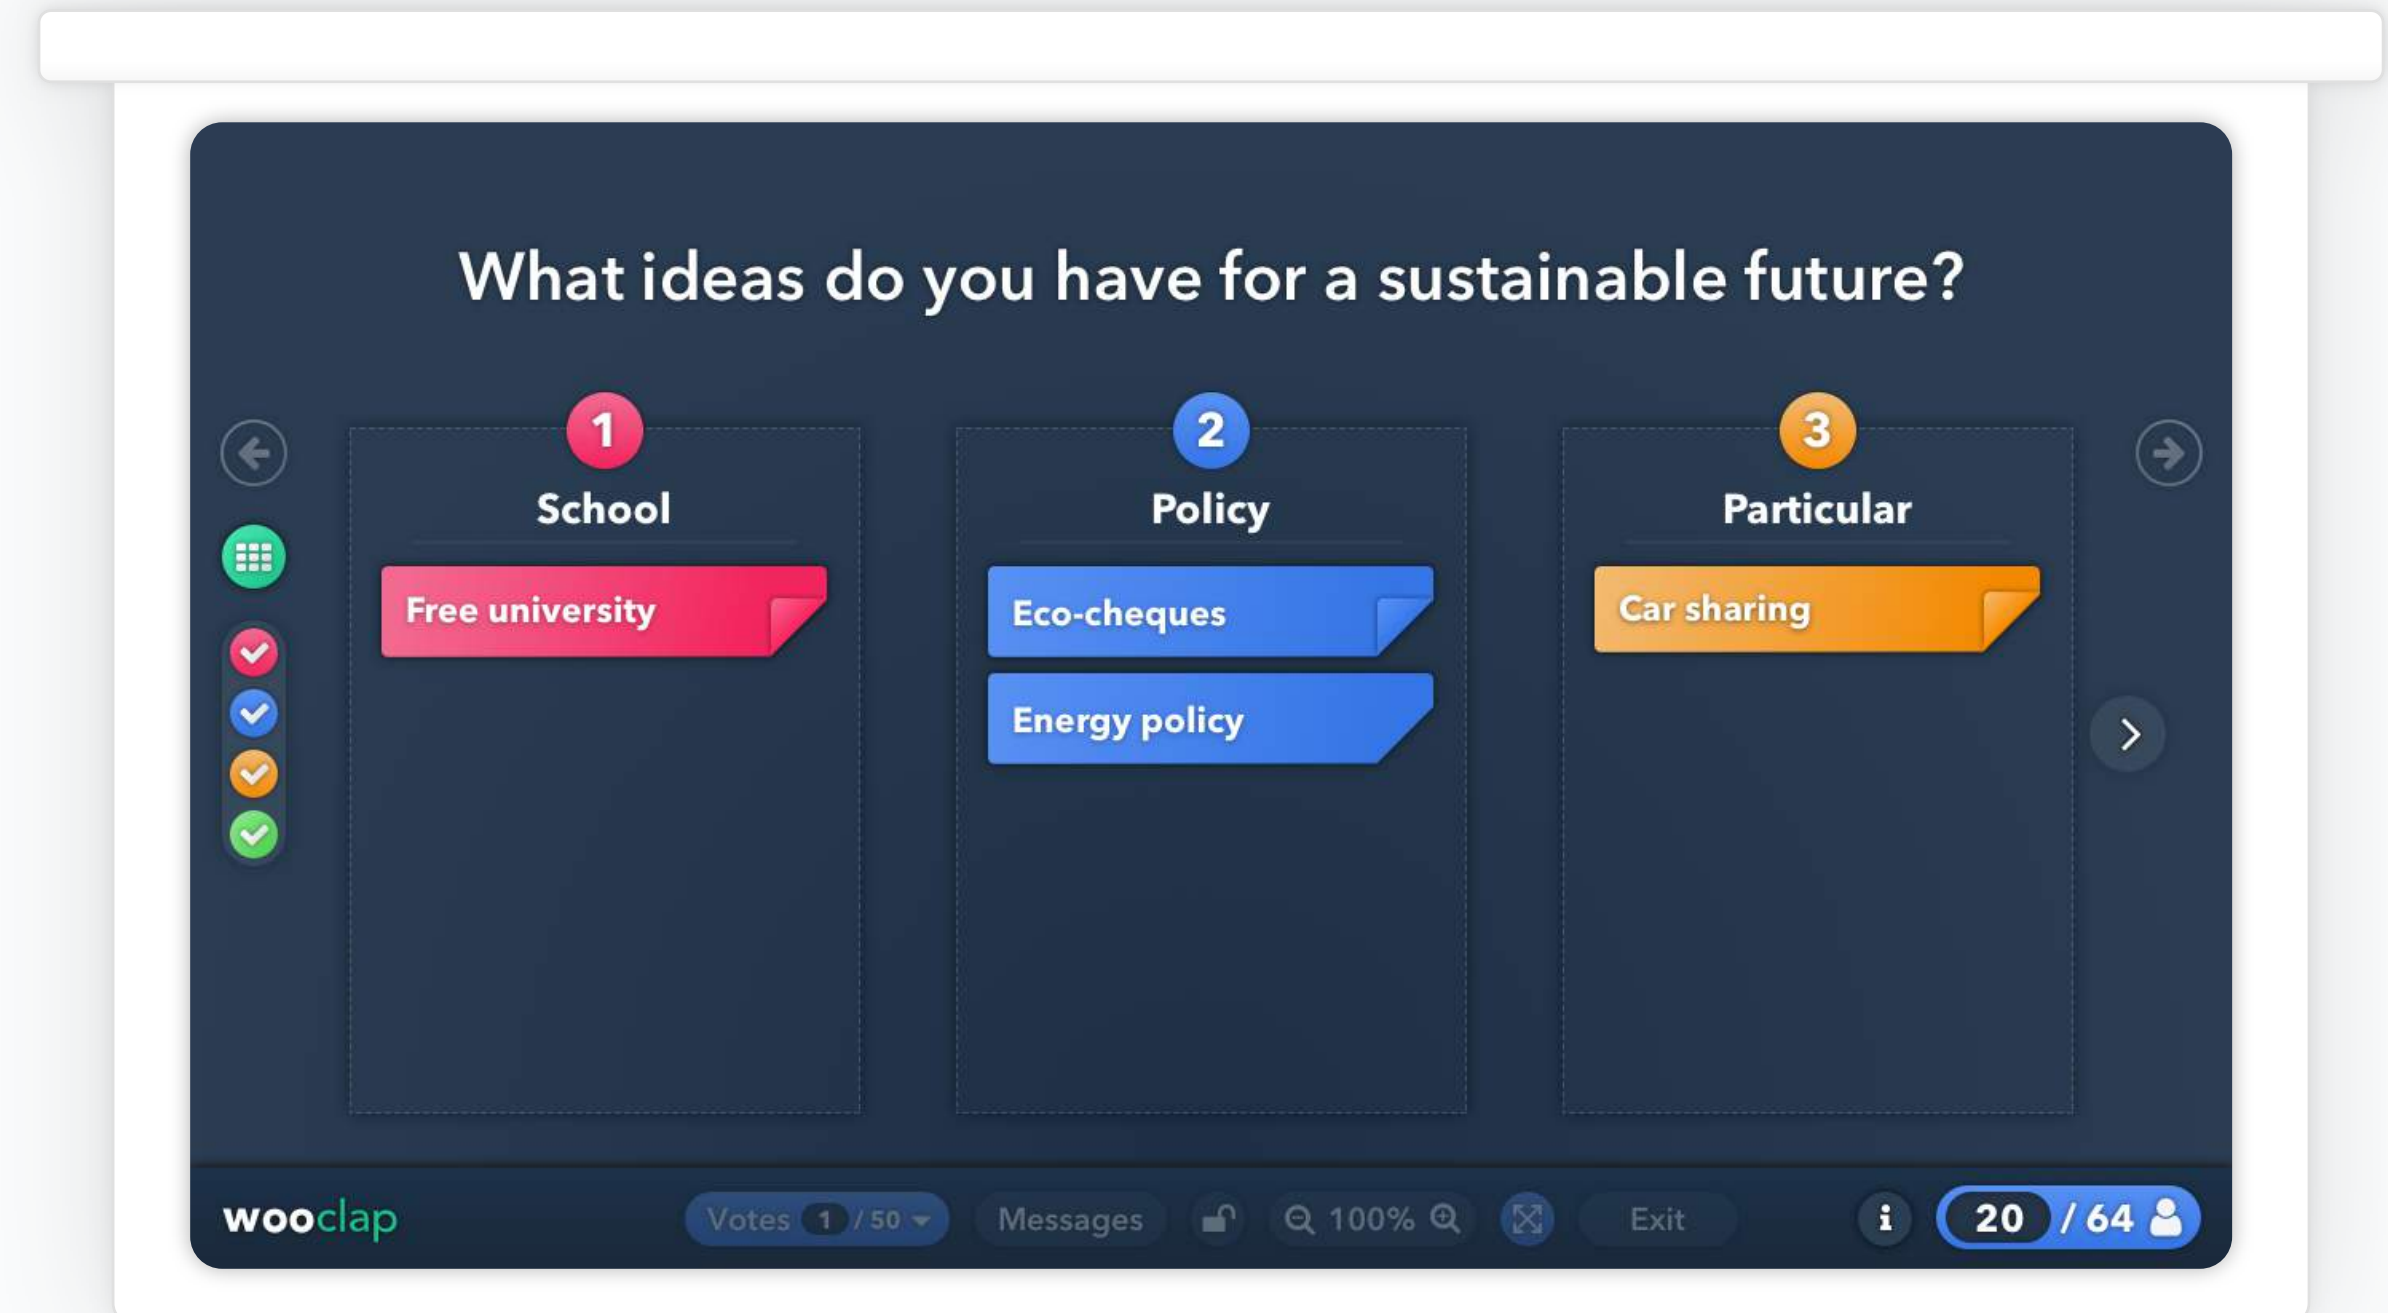 What ideas do you have for a sustainable future?
1
School
Free university
2
Policy
Eco-cheques
Energy policy
3
Particular
Car sharing
wooclap
Votes 1 / 50
Messages
100%
Exit
i
20 / 64